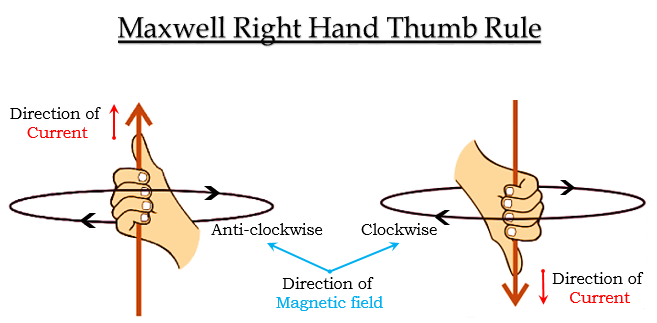 Maxwell Right Hand Thumb Rule
Direction of
Current
Anti-clockwise
Clockwise
Direction of
Magnetic field
Direction of
Current